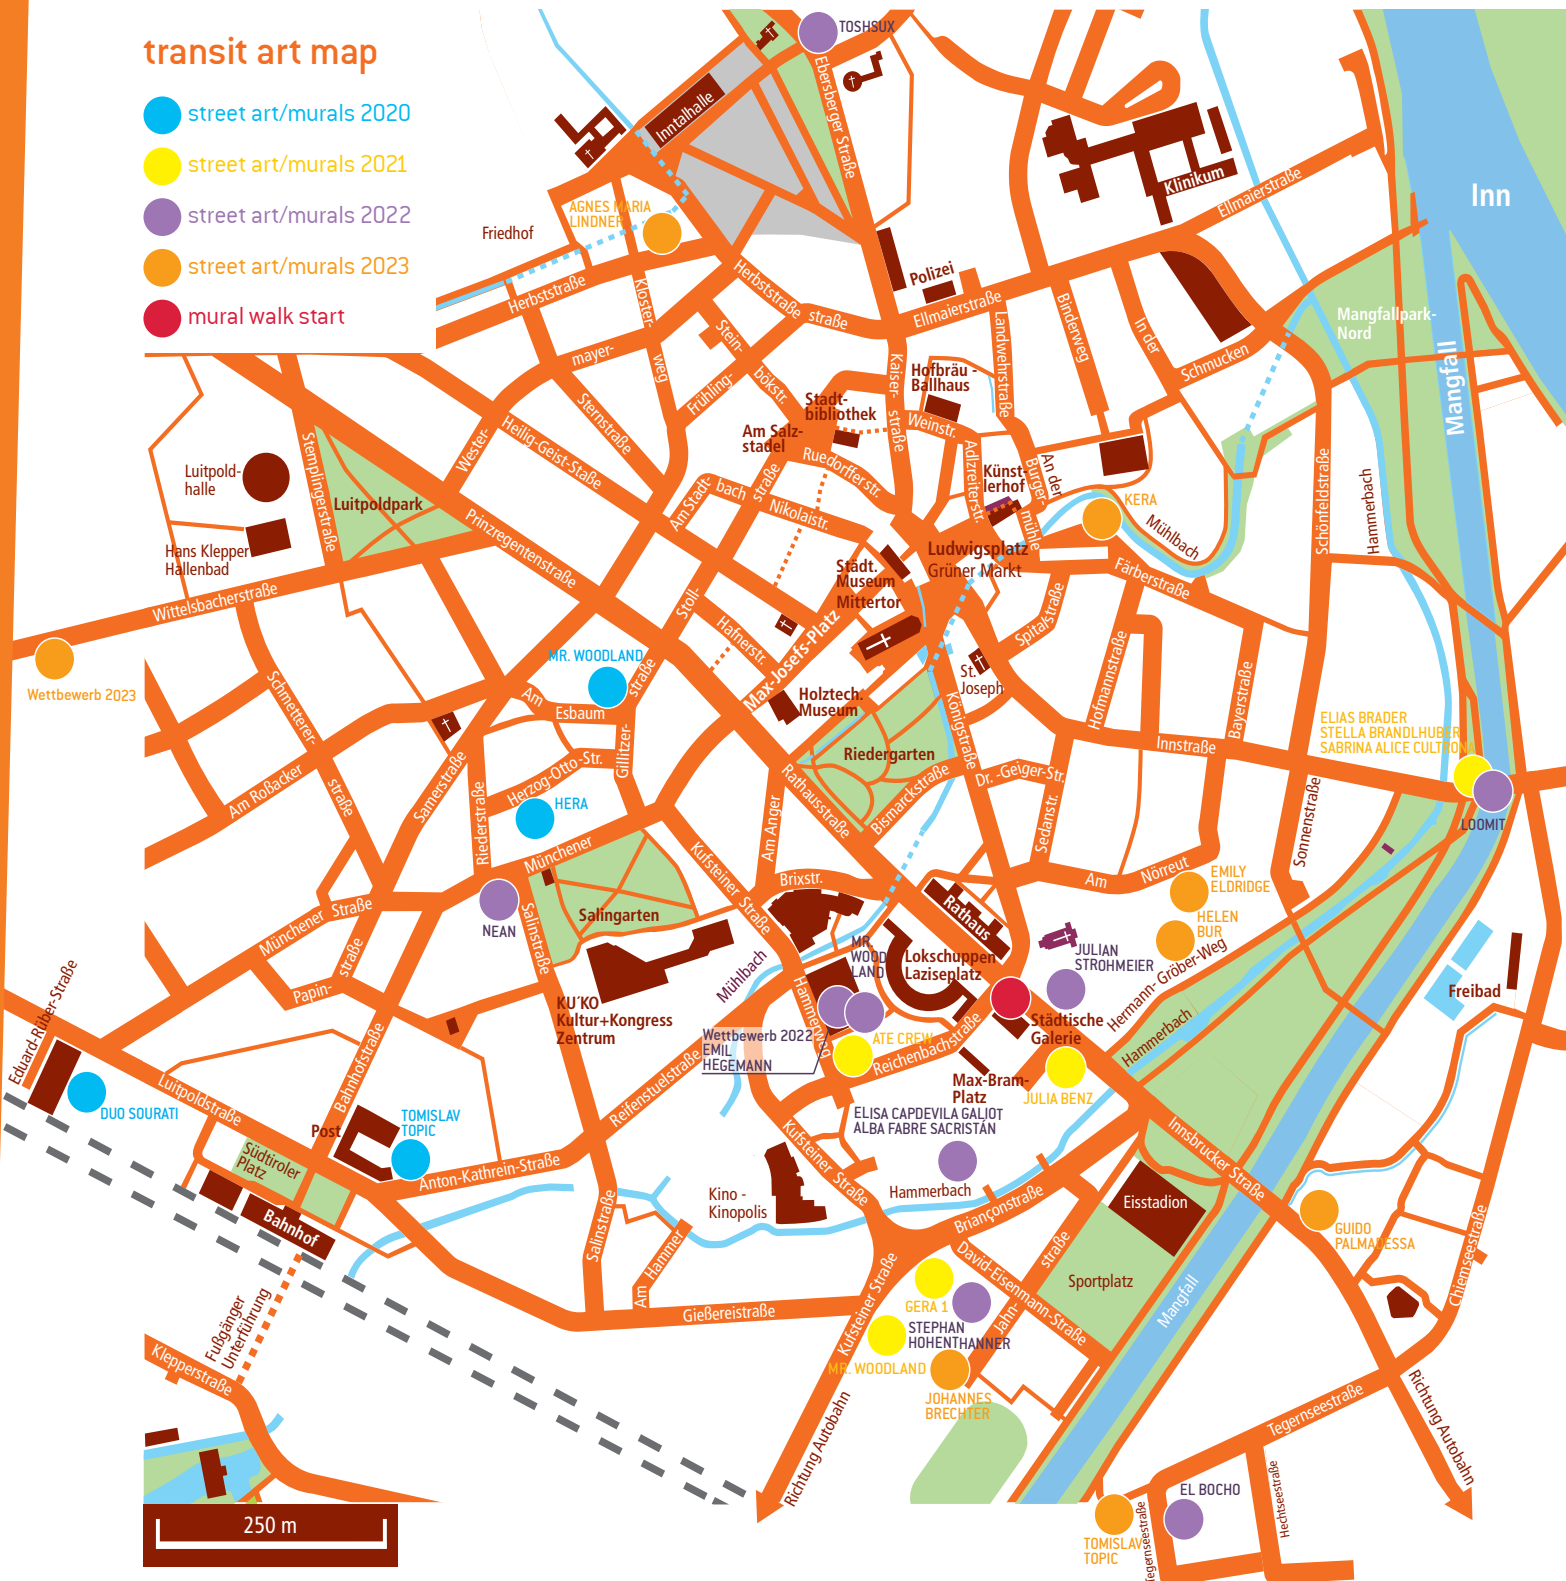 transit art map
street art/murals 2020
street art/murals 2021
street art/murals 2022
street art/murals 2023
mural walk start
TOSHSUX
Ebersberger Straße
Inntalhalle
Klinikum
Ellmaierstraße
Inn
AGNES MARIA
LINDNER
Friedhof
Herbststraße
Kloster-
weg
Herbststraße
straße
Polizei
Ellmaierstraße
Landwehrstraße
Binderweg
In der
Schmucken
Mangfallpark-
Nord
Mangfall
mayer-
Stein-
bökstr.
Frühling-
Sternstraße
Wester-
Heilig-Geist-Staße
Kaiser-
straße
Hofbräu -
Ballhaus
Stadt-
bibliothek
Weinstr.
Am Salz-
stadel
Ruedorfferstr.
Adlzreiterstr.
Künst-
lerhof
An der
Burger-
mühle
KERA
Mühlbach
Schönfeldstraße
Hammerbach
Luitpold-
halle
Stemplingerstraße
Luitpoldpark
Hans Klepper
Hallenbad
Prinzregentenstraße
Am Stadt-
bach
straße
Nikolaistr.
Ludwigsplatz
Grüner Markt
Städt.
Museum
Mittertor
Färberstraße
Wittelsbacherstraße
Stoll-
Hafnerstr.
Max-Josefs-Platz
Spitalstraße
St.
Joseph
Hofmannstraße
Bayerstraße
Wettbewerb 2023
MR. WOODLAND
straße
Am
Esbaum
Gillitzer-
Holztech.
Museum
Königstraße
Riedergarten
Innstraße
ELIAS BRADER
STELLA BRANDLHUBER
SABRINA ALICE CULTRONA
LOOMIT
Schmetterer-
straße
Am Roßacker
Samerstraße
Riederstraße
Herzog-Otto-Str.
HERA
Münchener
Am Anger
Rathausstraße
Bismarckstraße
Dr. -Geiger-Str.
Sedanstr.
Sonnenstraße
Kufsteiner Straße
Brixstr.
Am
Nörreut
EMILY
ELDRIDGE
HELEN
BUR
Münchener Straße
NEAN
Salinstraße
Salingarten
Rathaus
Lokschuppen
Laziseplatz
MR.
WOOD
LAND
JULIAN
STROHMEIER
Hermann- Gröber-Weg
Freibad
Papin-
straße
KU'KO
Kultur+Kongress
Zentrum
Mühlbach
Hammerweg
Wettbewerb 2022
EMIL
HEGEMANN
ATE CREW
Reichenbachstraße
Städtische
Galerie
Hammerbach
Eduard-Rüber-Straße
DUO SOURATI
Luitpoldstraße
Bahnhofstraße
Reifenstuelstraße
Max-Bram-
Platz
JULIA BENZ
Post
TOMISLAV
TOPIC
ELISA CAPDEVILA GALIOT
ALBA FABRE SACRISTÁN
Innsbrucker Straße
Südtiroler
Platz
Anton-Kathrein-Straße
Kufsteiner Straße
Kino -
Kinopolis
Hammerbach
Eisstadion
Bahnhof
Salinstraße
Briançonstraße
GUIDO
PALMADESSA
Chiemseestraße
Am
Hammer
David-Eisenmann-Straße
straße
Jahn-
Sportplatz
Mangfall
Fußgänger
Unterführung
Gießereistraße
Kufsteiner Straße
GERA 1
STEPHAN
HOHENTHANNER
MR. WOODLAND
JOHANNES
BRECHTER
Klepperstraße
Richtung Autobahn
Tegernseestraße
Richtung Autobahn
Hechtseestraße
Tegernseestraße
EL BOCHO
TOMISLAV
TOPIC
250 m